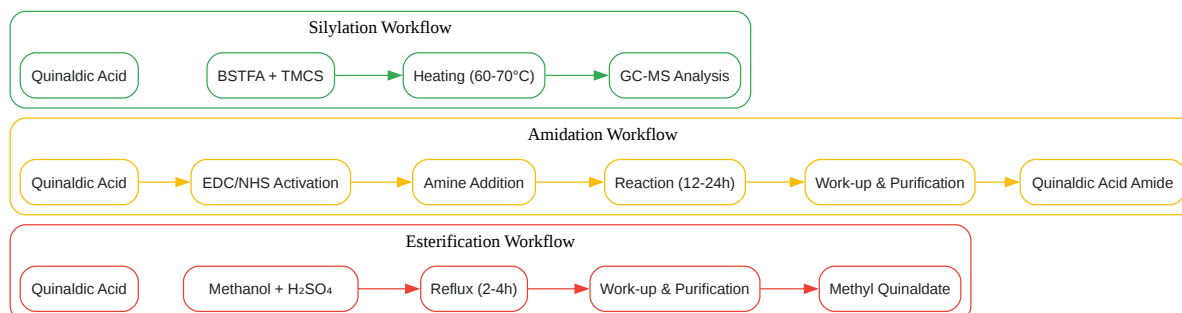 Silylation Workflow
Quinaldic Acid BSTFA + TMCS Heating (60-70°C) GC-MS Analysis
Amidation Workflow
Quinaldic Acid EDC/NHS Activation Amine Addition Reaction (12-24h) Work-up & Purification Quinaldic Acid Amide
Esterification Workflow
Quinaldic Acid Methanol + H₂SO₄ Reflux (2-4h) Work-up & Purification Methyl Quinaldate